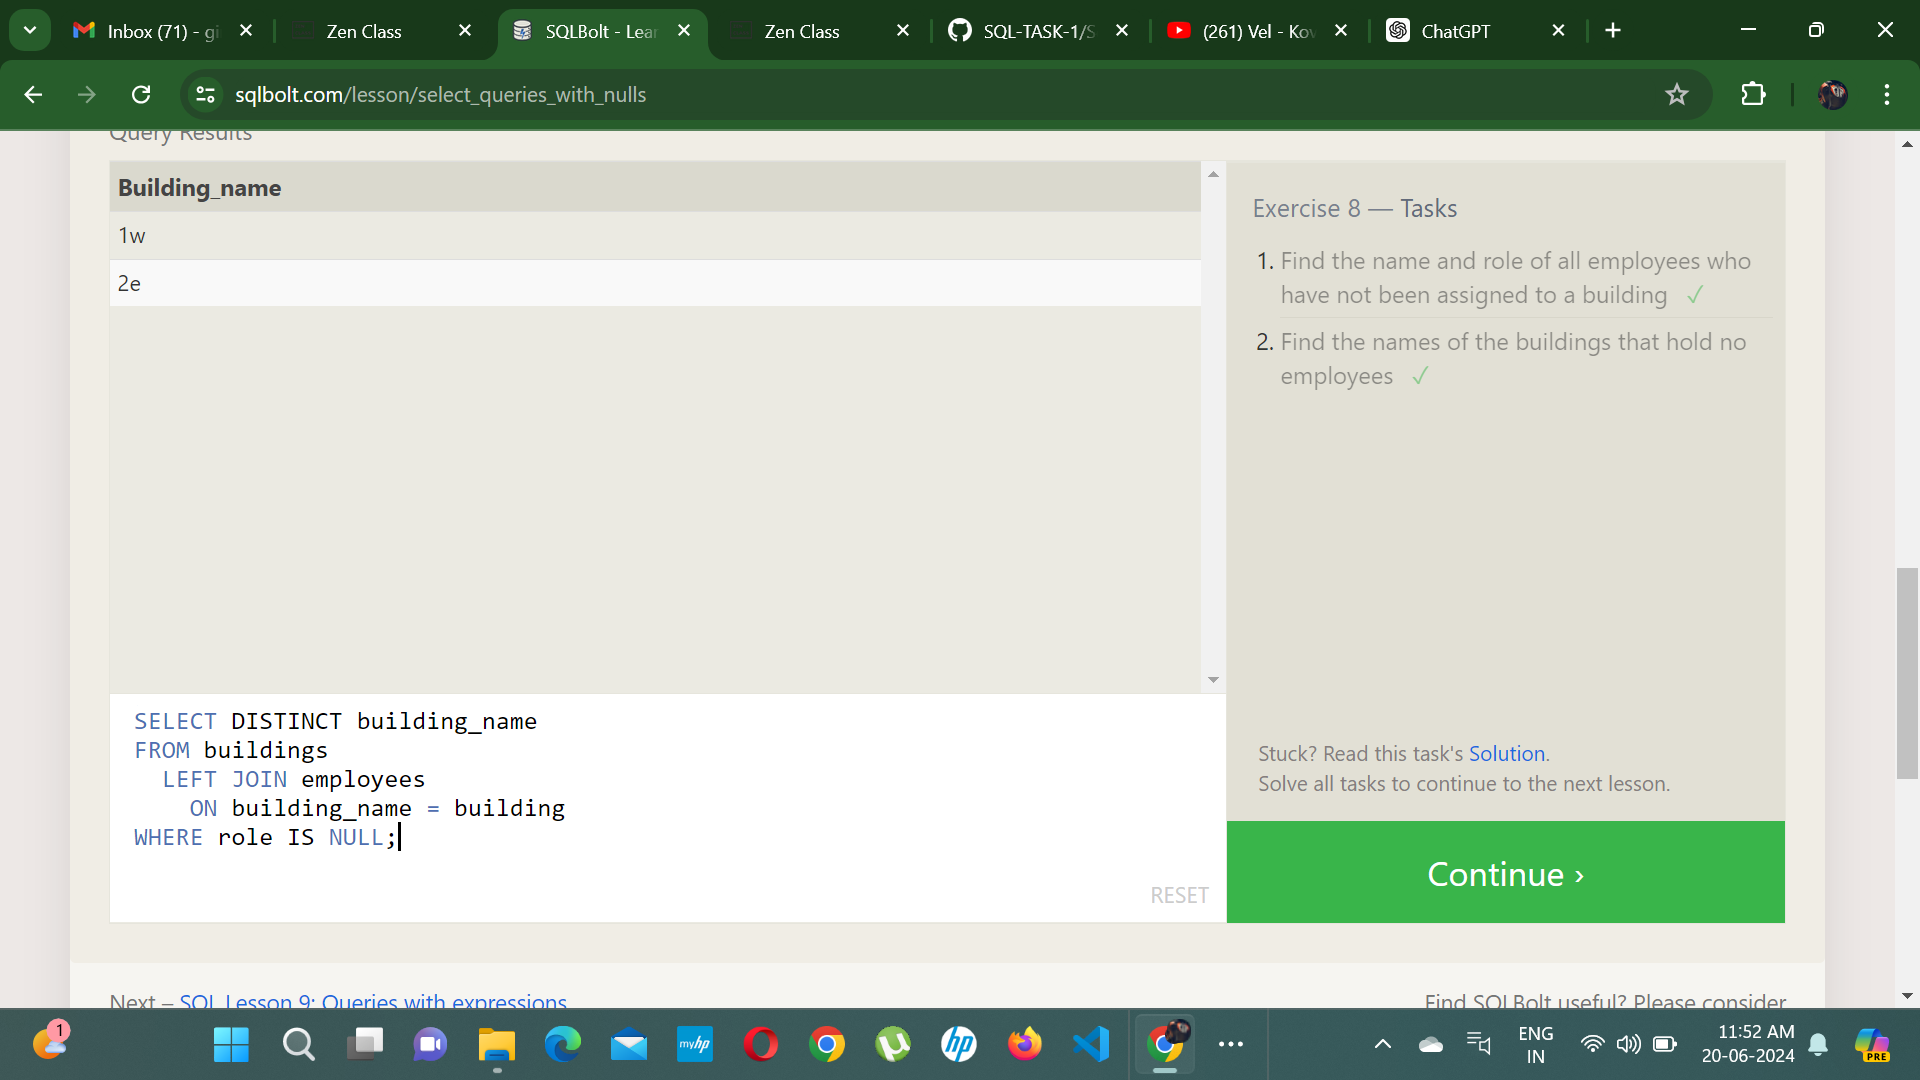 Inbox (71) - gi
Zen Class
SQLBolt - Lear
Zen Class
SQL-TASK-1/S
(261) Vel - Kov
ChatGPT
sqlbolt.com/lesson/select_queries_with_nulls
Query Results
Building_name
1w
2e
Exercise 8 — Tasks
1. Find the name and role of all employees who
have not been assigned to a building ✓
2. Find the names of the buildings that hold no
employees ✓
SELECT DISTINCT building_name
FROM buildings
LEFT JOIN employees
ON building_name = building
WHERE role IS NULL;
RESET
Stuck? Read this task's Solution.
Solve all tasks to continue to the next lesson.
Continue ›
Next – SQL Lesson 9: Queries with expressions
Find SQLBolt useful? Please consider
1
myhp
hp
ENG
IN
11:52 AM
20-06-2024
PRE